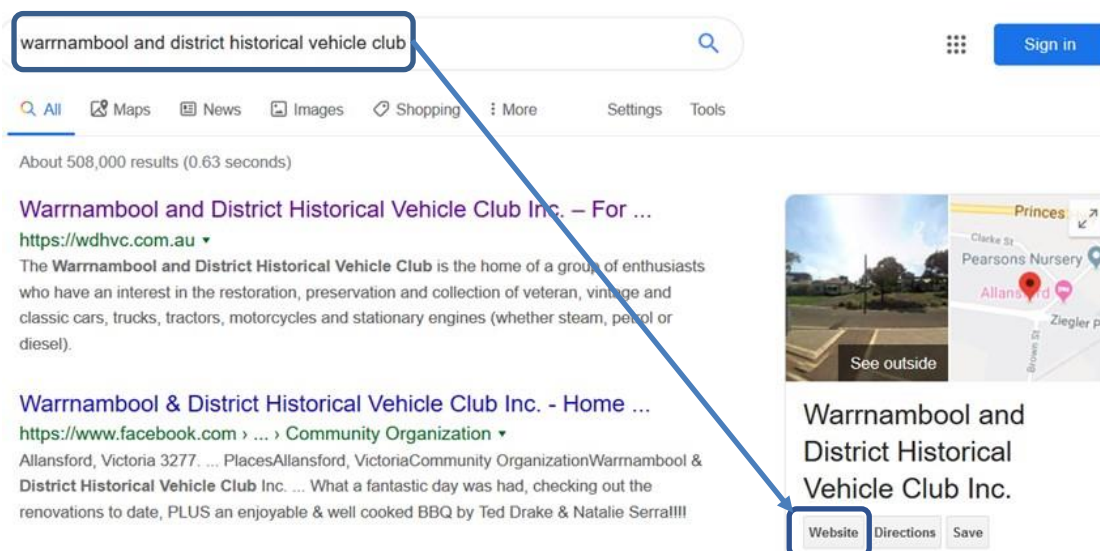 warrnambool and district historical vehicle club
Sign in
All Maps News Images Shopping More Settings Tools
About 508,000 results (0.63 seconds)
Warrnambool and District Historical Vehicle Club Inc. – For ...
https://wdhvc.com.au
The Warrnambool and District Historical Vehicle Club is the home of a group of enthusiasts
who have an interest in the restoration, preservation and collection of veteran, vintage and
classic cars, trucks, tractors, motorcycles and stationary engines (whether steam, petrol or
diesel).
Warrnambool & District Historical Vehicle Club Inc. - Home ...
https://www.facebook.com › ... › Community Organization
Allansford, Victoria 3277. ... PlacesAllansford, VictoriaCommunity OrganizationWarrnambool &
District Historical Vehicle Club Inc. ... What a fantastic day was had, checking out the
renovations to date, PLUS an enjoyable & well cooked BBQ by Ted Drake & Natalie Serra!!!!
Princes
Clarke St
Pearsons Nursery
Allansford
Ziegler P
Brown St
See outside
Warrnambool and
District Historical
Vehicle Club Inc.
Website Directions Save